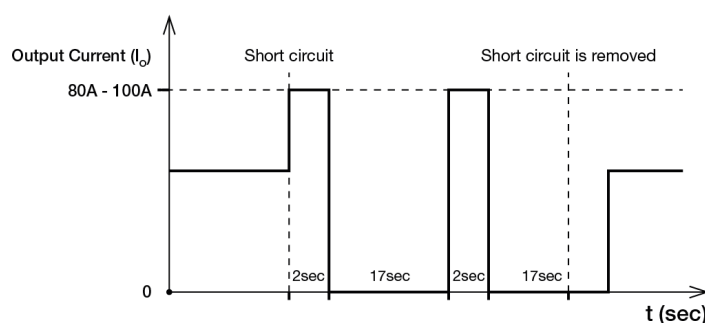 Output Current (Io)
Short circuit
Short circuit is removed
80A - 100A
2sec
17sec
2sec
17sec
0
t (sec)